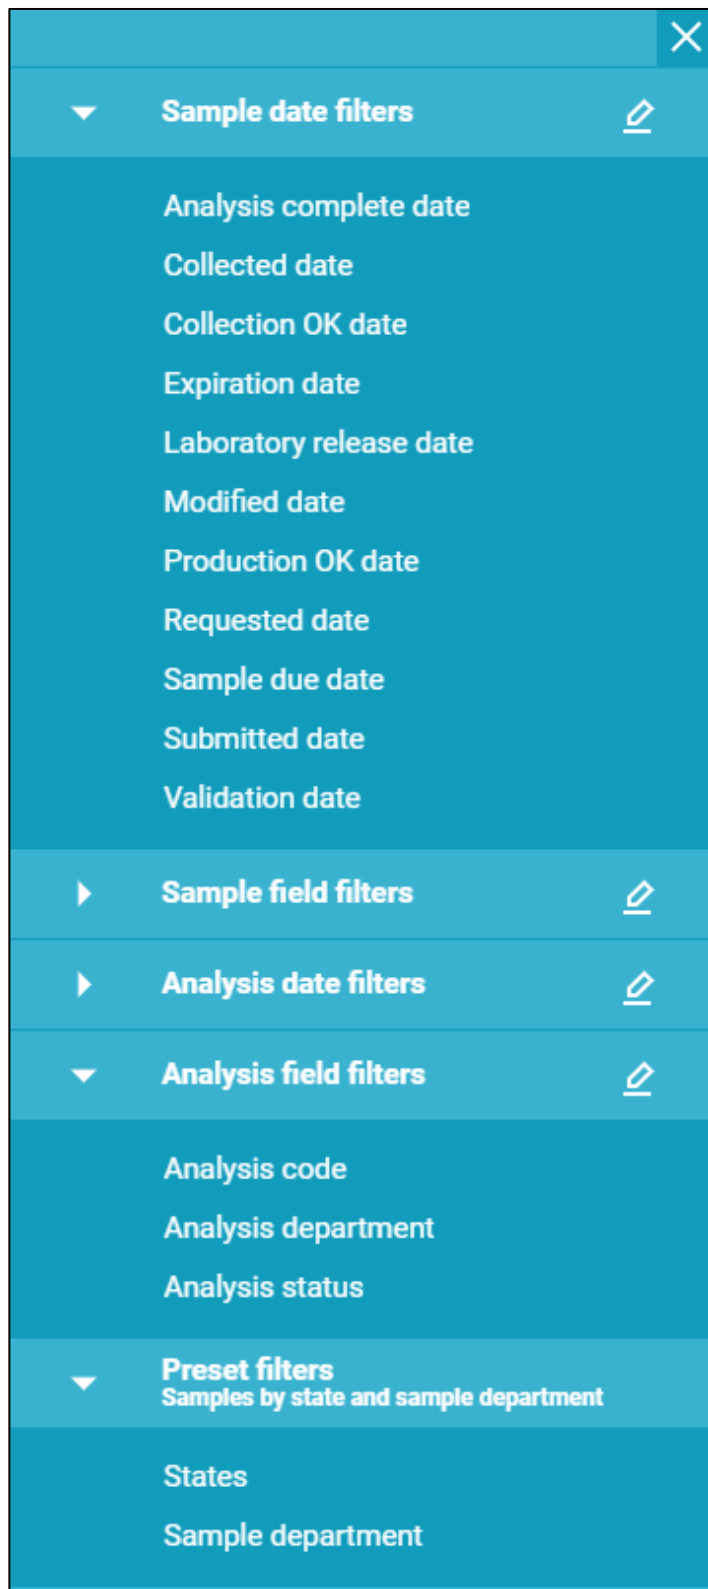 Sample date filters
Analysis complete date
Collected date
Collection OK date
Expiration date
Laboratory release date
Modified date
Production OK date
Requested date
Sample due date
Submitted date
Validation date
Sample field filters
Analysis date filters
Analysis field filters
Analysis code
Analysis department
Analysis status
Preset filters
Samples by state and sample department
States
Sample department